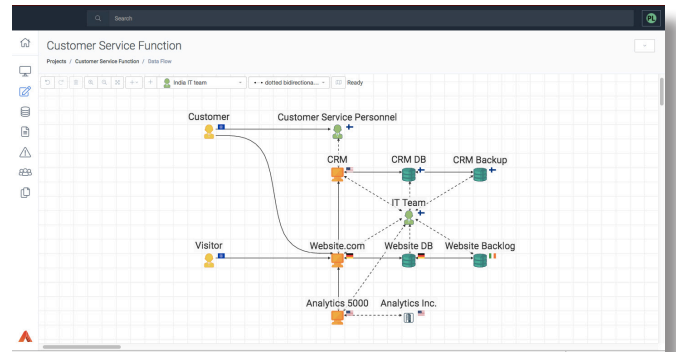 Search
PL
Customer Service Function
Projects / Customer Service Function / Data Flow
India IT team
dotted bidirectiona...
Ready
Customer
Customer Service Personnel
CRM
CRM DB
CRM Backup
IT Team
Visitor
Website.com
Website DB
Website Backlog
Analytics 5000
Analytics Inc.